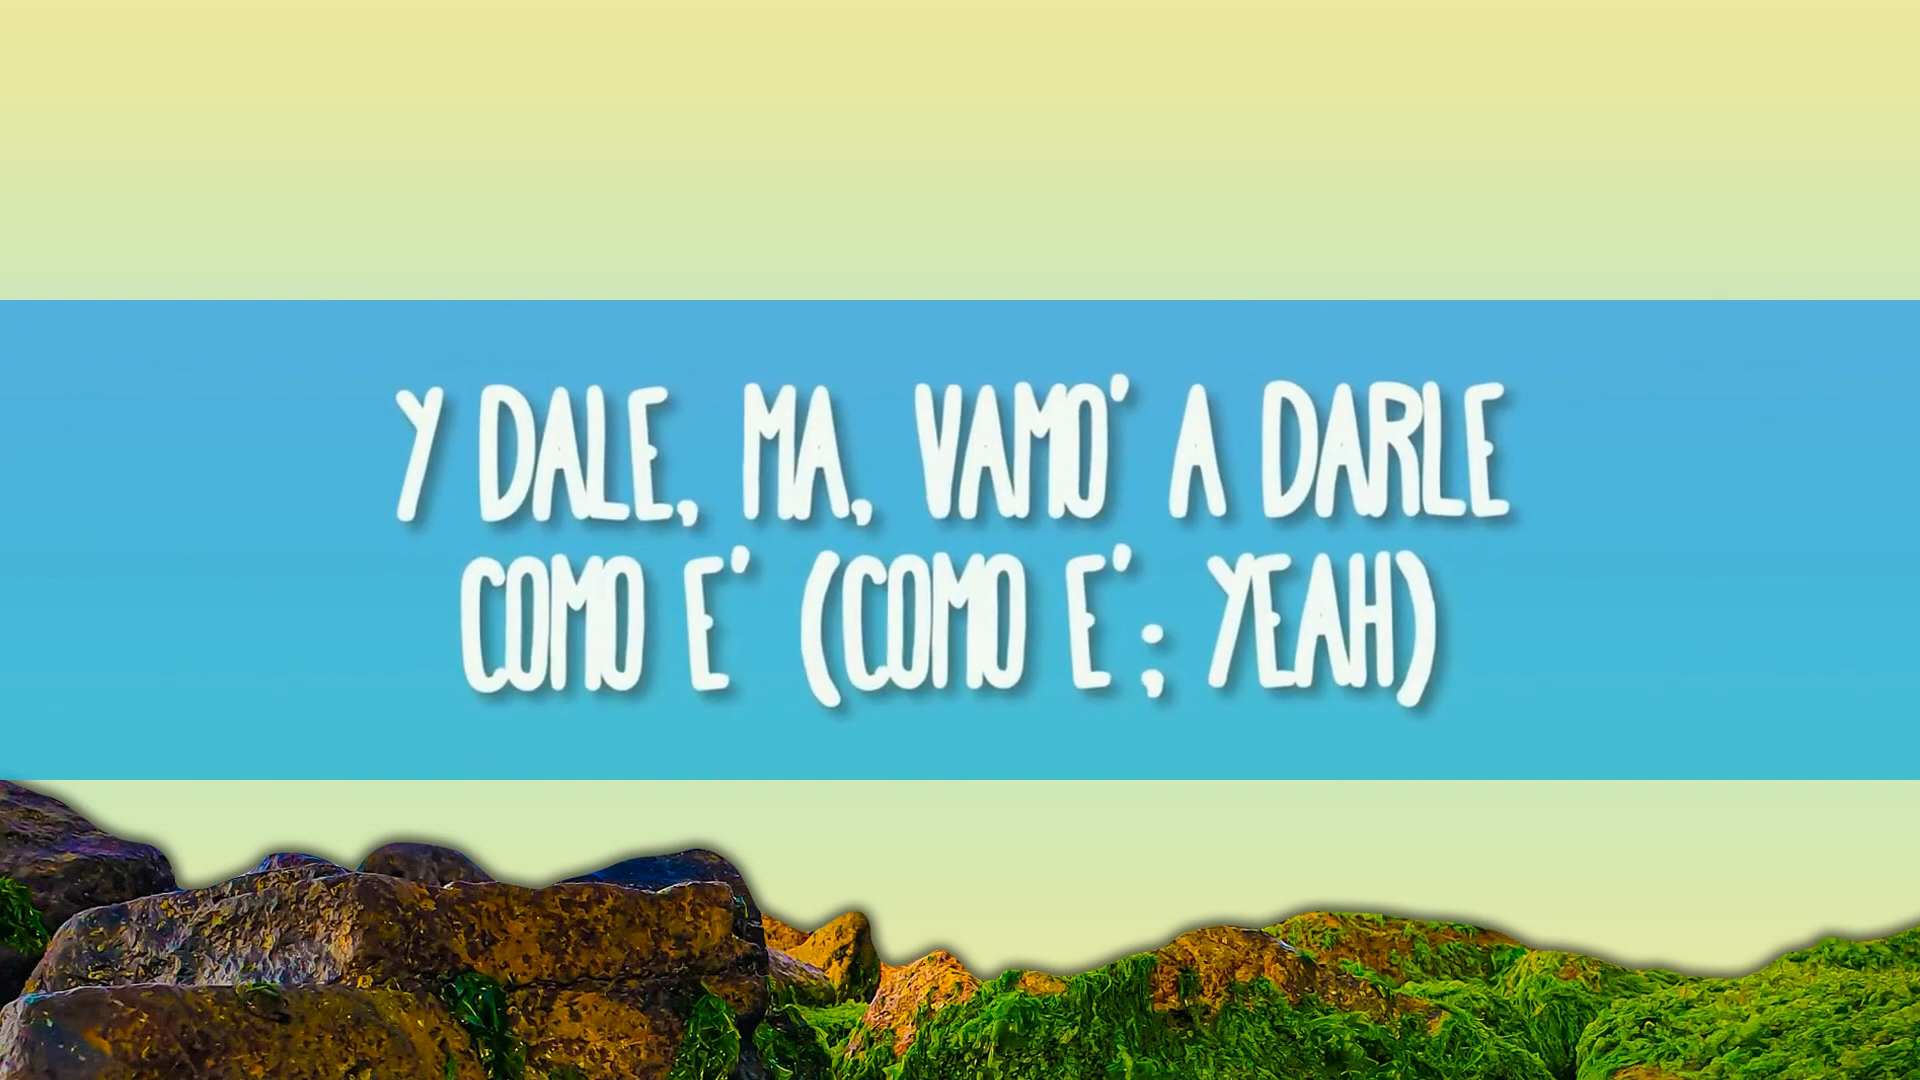 Y DALE, MA, VAMO' A DARLE
COMO E' (COMO E'; YEAH)